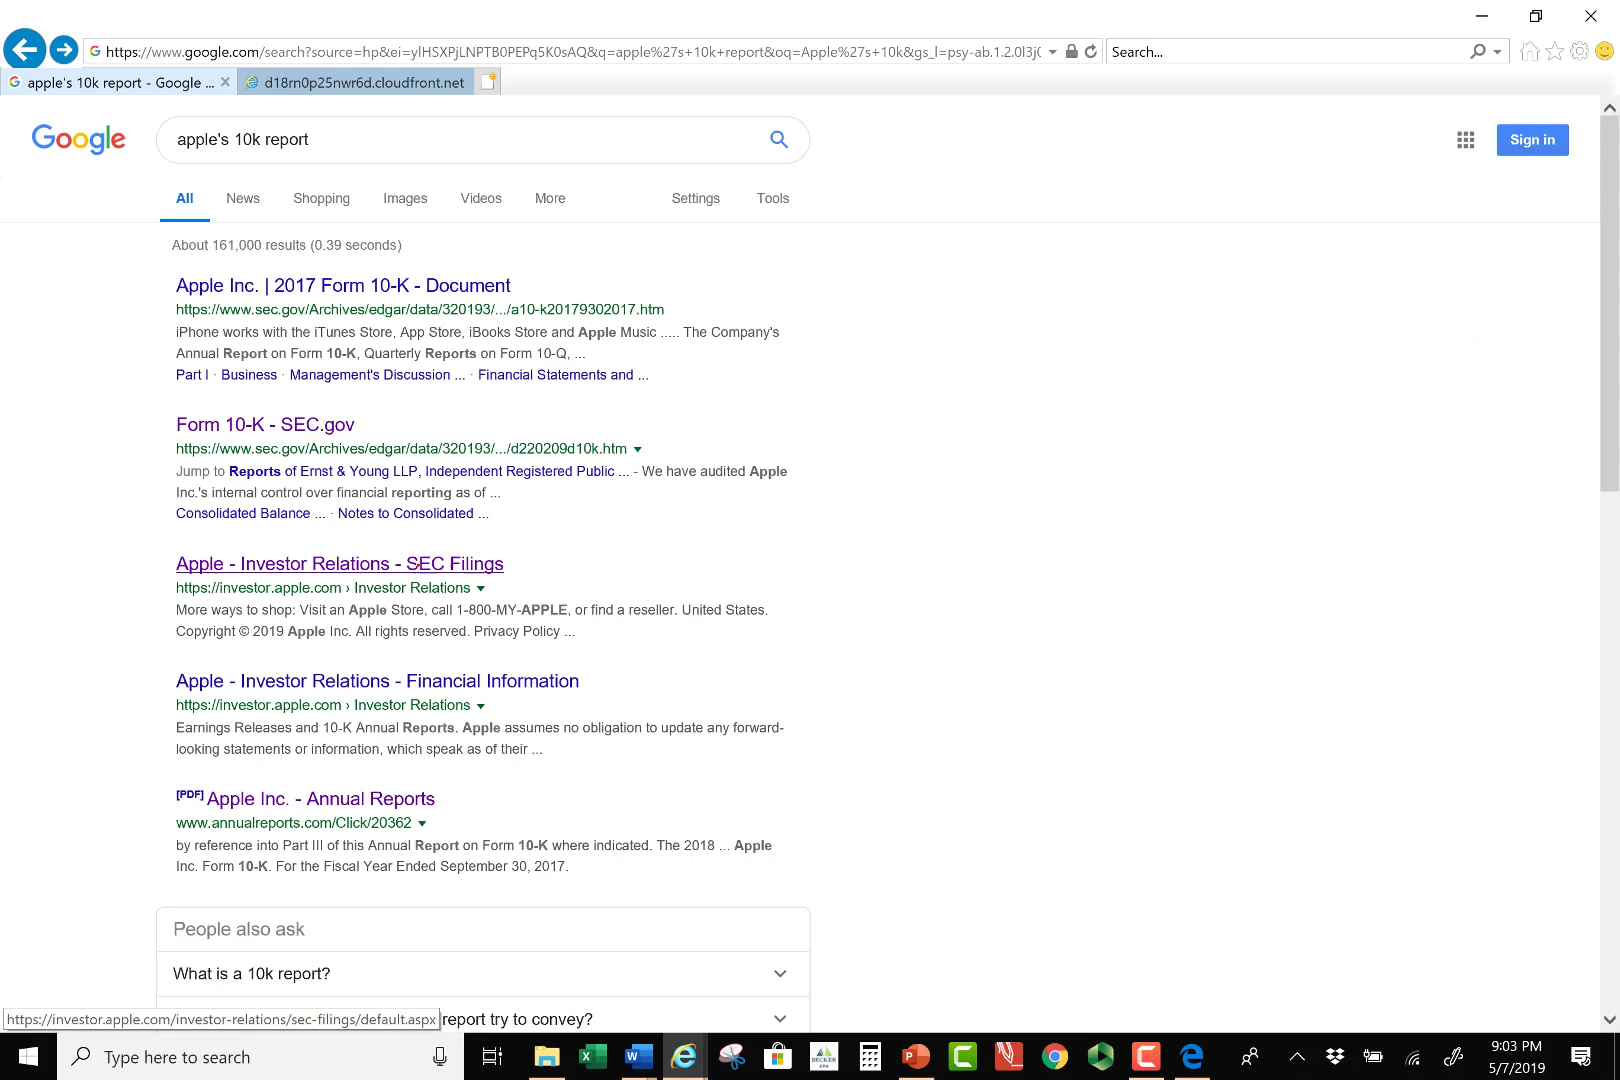 https://www.google.com/search?source=hp&ei=ylHSXPjLNPTB0PEPq5K0sAQ&q=apple%27s+10k+report&oq=Apple%27s+10k&gs_l=psy-ab.1.2.0l3j0
Search...
apple's 10k report - Google ...
d18rn0p25nwr6d.cloudfront.net
Google
apple's 10k report
Sign in
All News Shopping Images Videos More Settings Tools
About 161,000 results (0.39 seconds)
Apple Inc. | 2017 Form 10-K - Document
https://www.sec.gov/Archives/edgar/data/320193/.../a10-k20179302017.htm
iPhone works with the iTunes Store, App Store, iBooks Store and Apple Music ..... The Company's
Annual Report on Form 10-K, Quarterly Reports on Form 10-Q, ...
Part I · Business · Management's Discussion ... · Financial Statements and ...
Form 10-K - SEC.gov
https://www.sec.gov/Archives/edgar/data/320193/.../d220209d10k.htm
Jump to Reports of Ernst & Young LLP, Independent Registered Public ... - We have audited Apple
Inc.'s internal control over financial reporting as of ...
Consolidated Balance ... · Notes to Consolidated ...
Apple - Investor Relations - SEC Filings
https://investor.apple.com › Investor Relations
More ways to shop: Visit an Apple Store, call 1-800-MY-APPLE, or find a reseller. United States.
Copyright © 2019 Apple Inc. All rights reserved. Privacy Policy ...
Apple - Investor Relations - Financial Information
https://investor.apple.com › Investor Relations
Earnings Releases and 10-K Annual Reports. Apple assumes no obligation to update any forward-
looking statements or information, which speak as of their ...
[PDF] Apple Inc. - Annual Reports
www.annualreports.com/Click/20362
by reference into Part III of this Annual Report on Form 10-K where indicated. The 2018 ... Apple
Inc. Form 10-K. For the Fiscal Year Ended September 30, 2017.
People also ask
What is a 10k report?
report try to convey?
https://investor.apple.com/investor-relations/sec-filings/default.aspx
Type here to search
BECKER
CPA
9:03 PM
5/7/2019